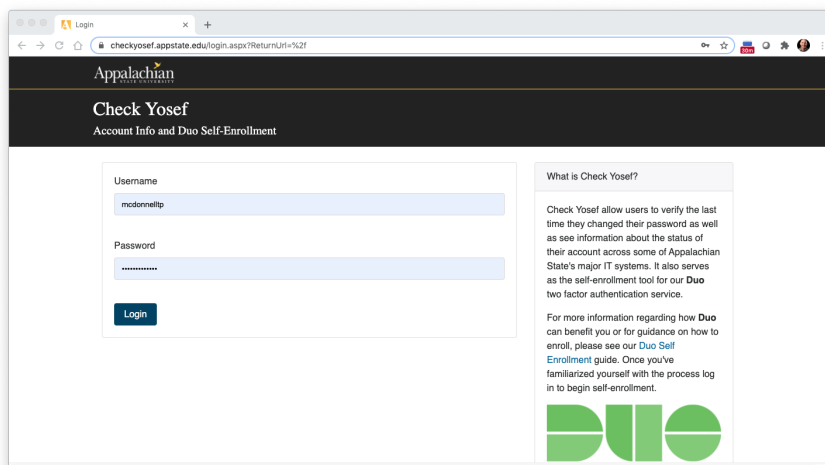 Login
checkyosef.appstate.edu/login.aspx?ReturnUrl=%2f
30m
Appalachian
STATE UNIVERSITY
Check Yosef
Account Info and Duo Self-Enrollment
Username
mcdonnelltp
Password
Login
What is Check Yosef?
Check Yosef allow users to verify the last
time they changed their password as well
as see information about the status of
their account across some of Appalachian
State's major IT systems. It also serves
as the self-enrollment tool for our Duo
two factor authentication service.
For more information regarding how Duo
can benefit you or for guidance on how to
enroll, please see our Duo Self
Enrollment guide. Once you've
familiarized yourself with the process log
in to begin self-enrollment.
DUO